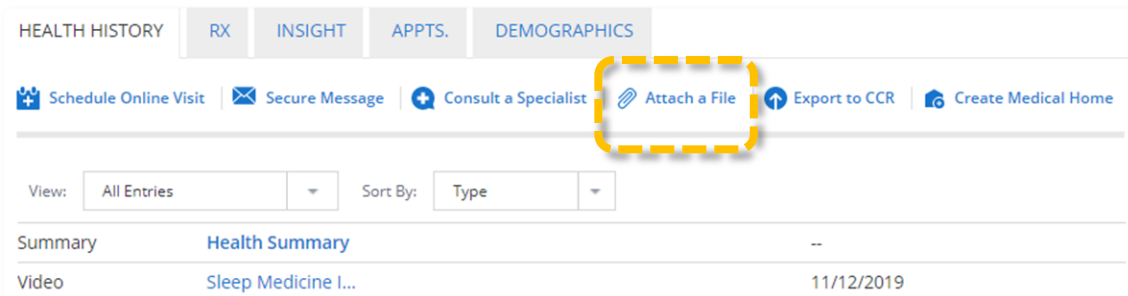 HEALTH HISTORY RX INSIGHT APPTS. DEMOGRAPHICS
Schedule Online Visit Secure Message Consult a Specialist Attach a File Export to CCR Create Medical Home
View: All Entries Sort By: Type
Summary Health Summary --
Video Sleep Medicine I... 11/12/2019